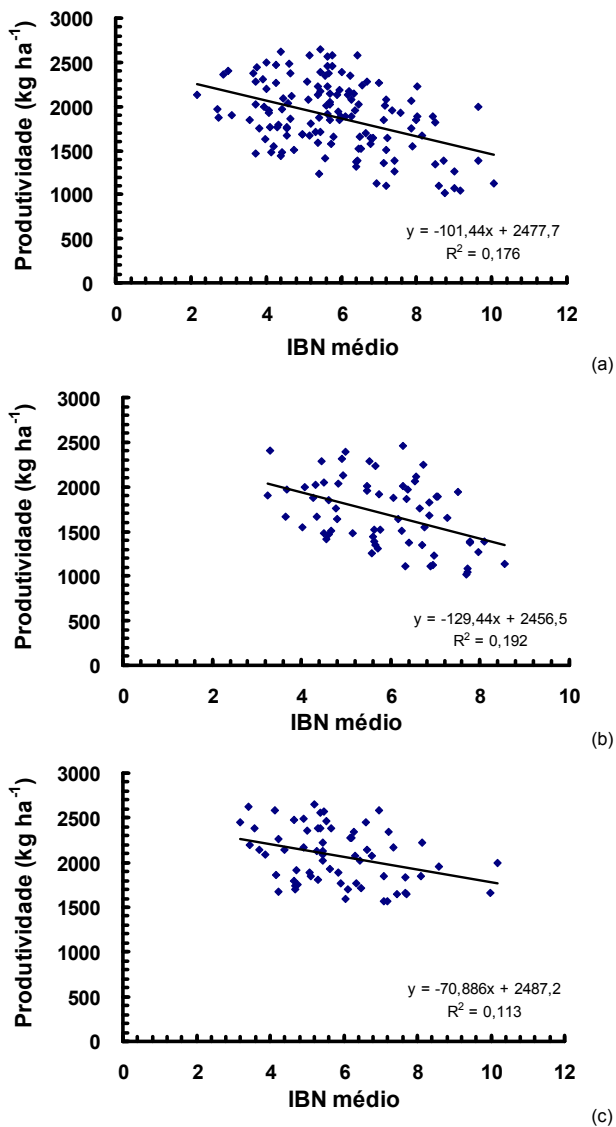 3000
2500
2000
1500
1000
500
0
Produtividade (kg ha⁻¹)
y = -101,44x + 2477,7
R² = 0,176
0 2 4 6 8 10 12
IBN médio
(a)
3000
2500
2000
1500
1000
500
0
Produtividade (kg ha⁻¹)
y = -129,44x + 2456,5
R² = 0,192
0 2 4 6 8 10
IBN médio
(b)
3000
2500
2000
1500
1000
500
0
Produtividade (kg ha⁻¹)
y = -70,886x + 2487,2
R² = 0,113
0 2 4 6 8 10 12
IBN médio
(c)